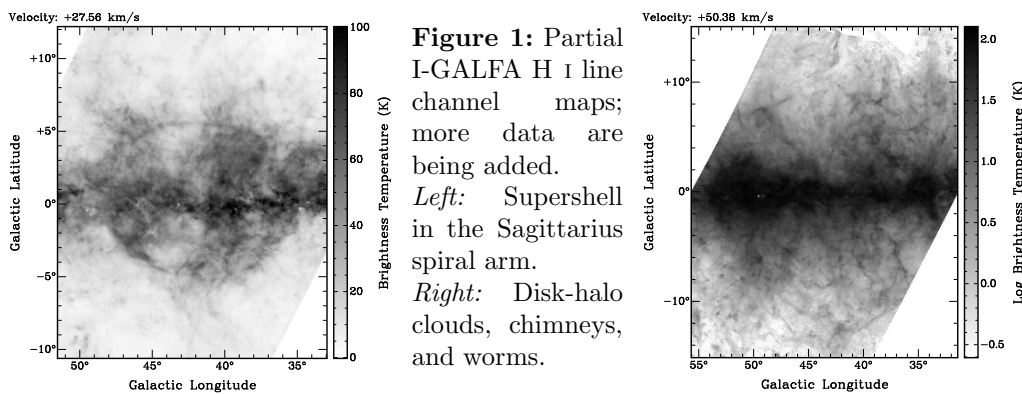 Velocity: +27.56 km/s
+10°
+5°
0°
−5°
−10°
50°
45°
40°
35°
Galactic Latitude
Galactic Longitude
100
80
60
40
20
0
Brightness Temperature (K)
Figure 1: Partial
I-GALFA H I line
channel maps;
more data are
being added.
Left: Supershell
in the Sagittarius
spiral arm.
Right: Disk-halo
clouds, chimneys,
and worms.
Velocity: +50.38 km/s
+10°
0°
−10°
55°
50°
45°
40°
35°
Galactic Latitude
Galactic Longitude
2.0
1.5
1.0
0.5
0.0
−0.5
Log Brightness Temperature (K)